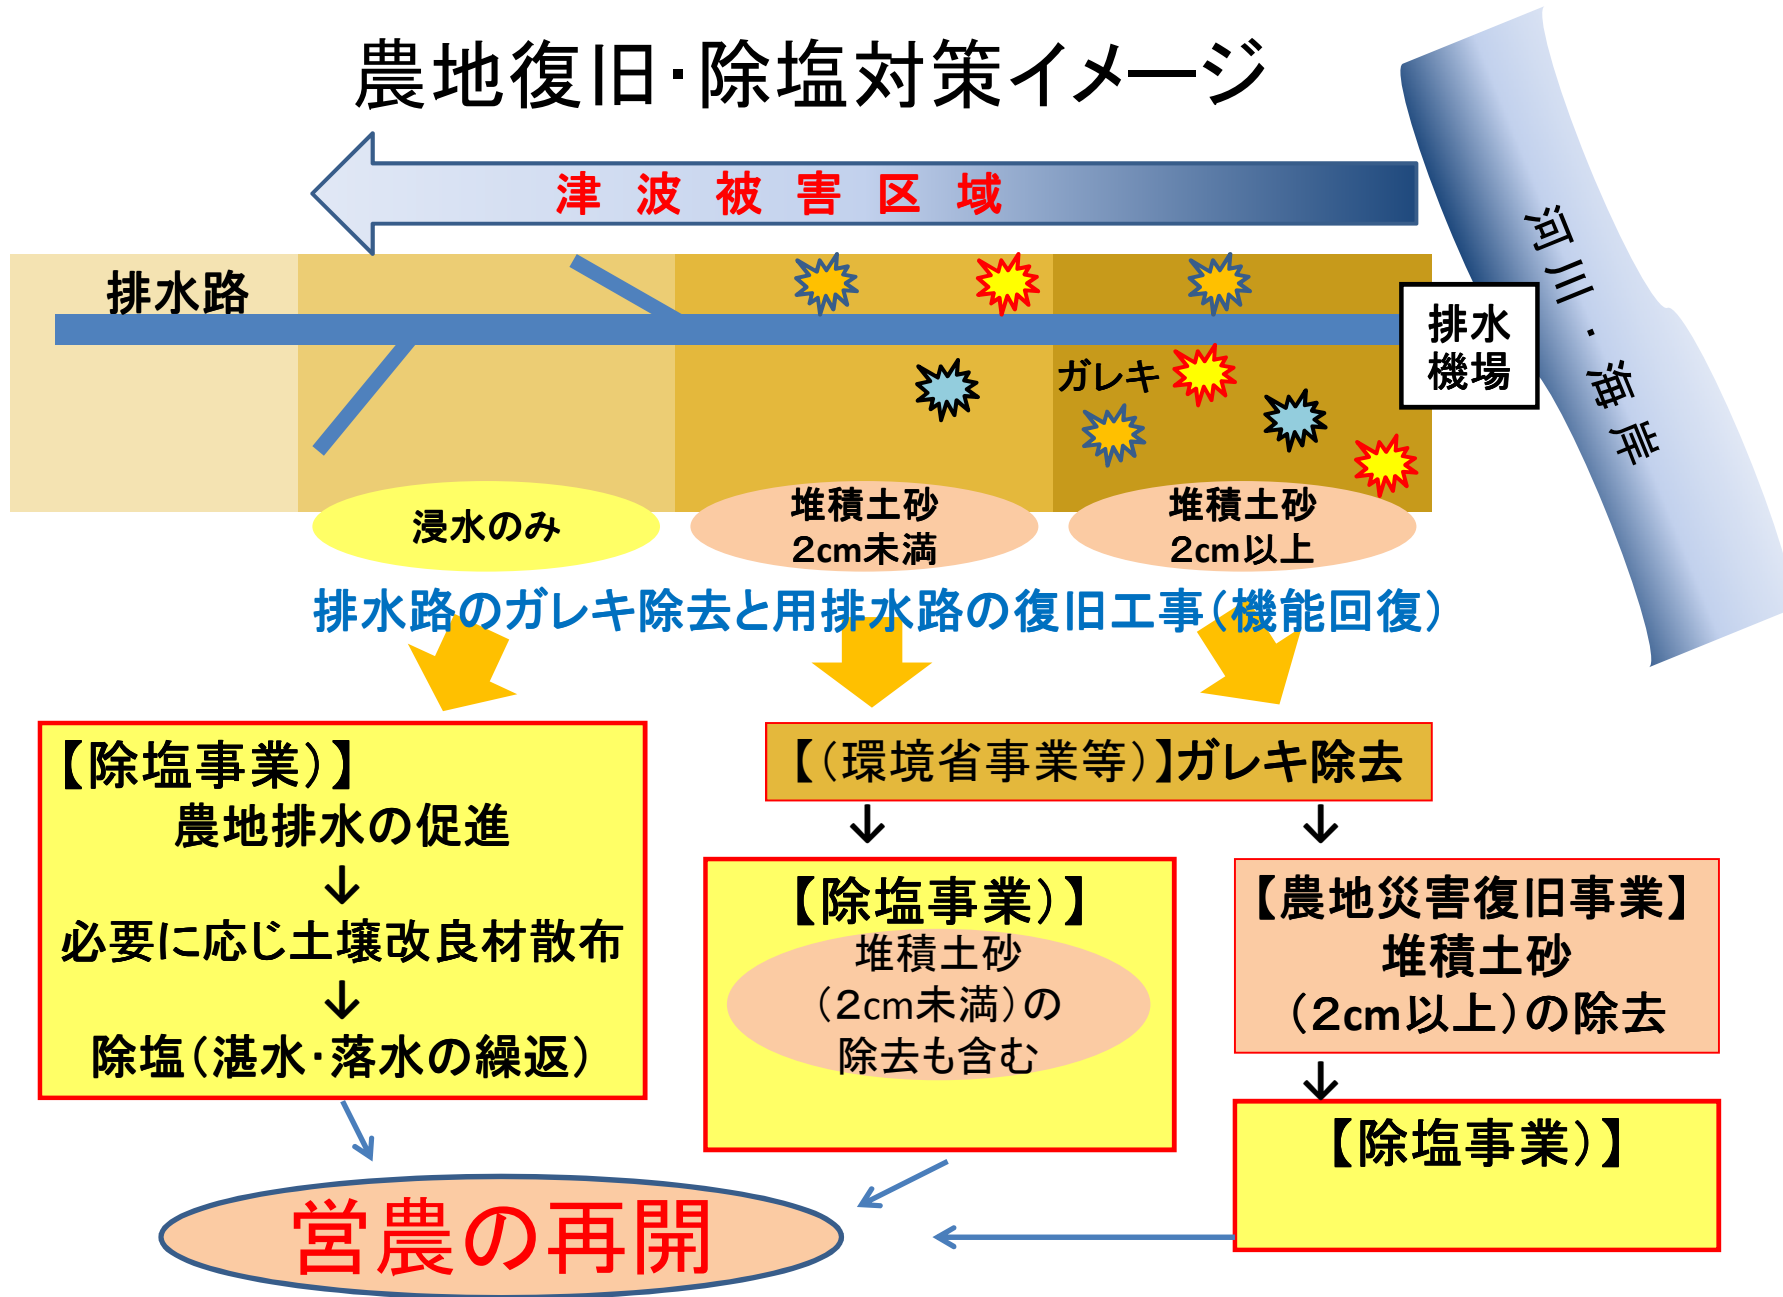 農地復旧・除塩対策イメージ
津波被害区域
河川・海岸
排水路
排水
機場
ガレキ
浸水のみ
堆積土砂
２cm未満
堆積土砂
２cm以上
排水路のガレキ除去と用排水路の復旧工事（機能回復）
【除塩事業）】
農地排水の促進
↓
必要に応じ土壌改良材散布
↓
除塩（湛水・落水の繰返）
【（環境省事業等）】ガレキ除去
↓
↓
【除塩事業）】
堆積土砂
（２cm未満）の
除去も含む
【農地災害復旧事業】
堆積土砂
（２cm以上）の除去
↓
【除塩事業）】
営農の再開